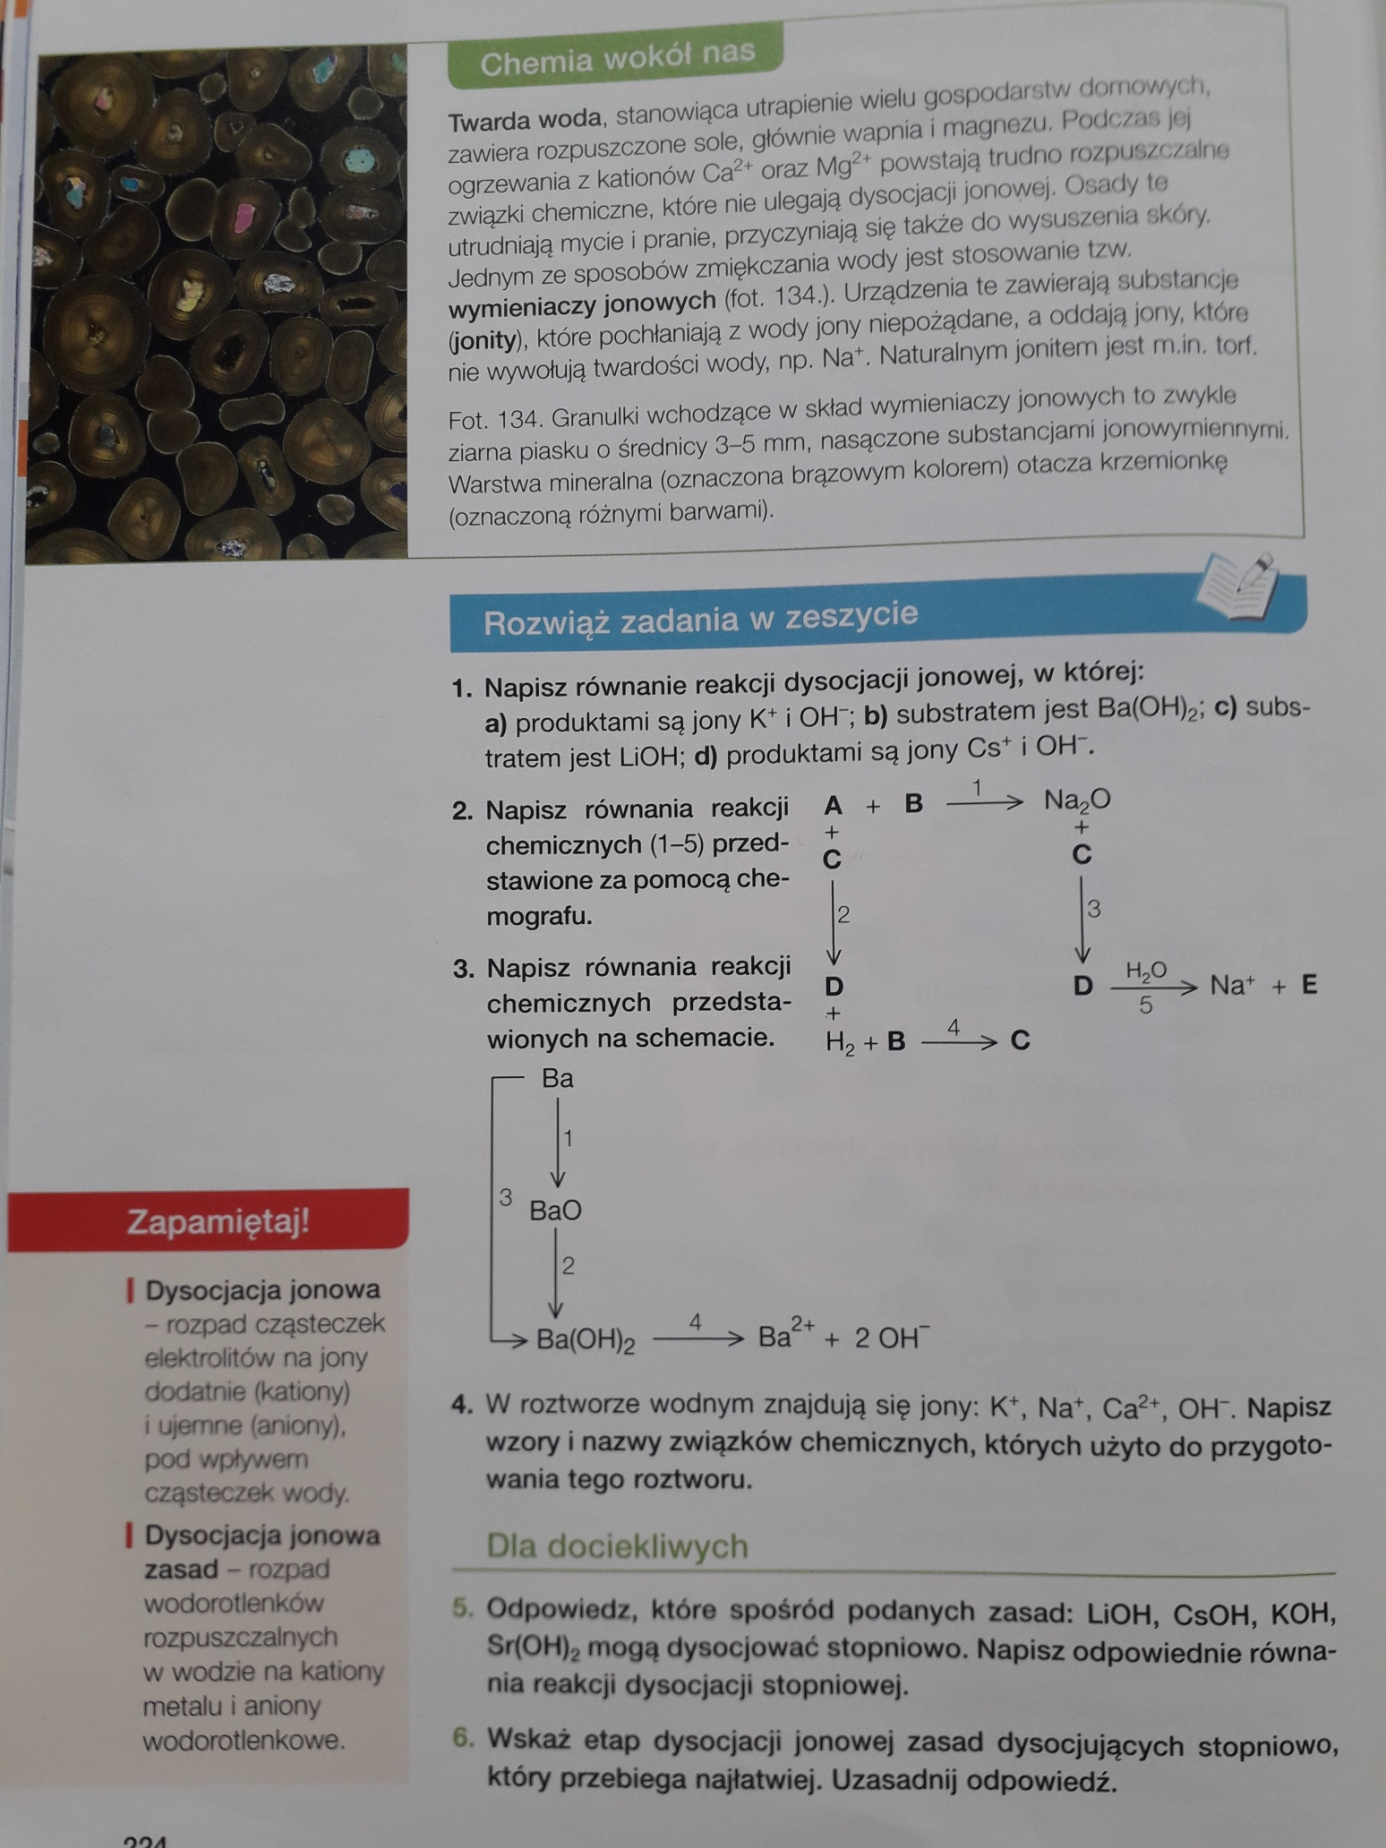 Chemia wokół nas
Twarda woda, stanowiąca utrapienie wielu gospodarstw domowych,
zawiera rozpuszczone sole, głównie wapnia i magnezu. Podczas jej
ogrzewania z kationów Ca²⁺ oraz Mg²⁺ powstają trudno rozpuszczalne
związki chemiczne, które nie ulegają dysocjacji jonowej. Osady te
utrudniają mycie i pranie, przyczyniają się także do wysuszenia skóry.
Jednym ze sposobów zmiękczania wody jest stosowanie tzw.
wymieniaczy jonowych (fot. 134.). Urządzenia te zawierają substancje
(jonity), które pochłaniają z wody jony niepożądane, a oddają jony, które
nie wywołują twardości wody, np. Na⁺. Naturalnym jonitem jest m.in. torf.
Fot. 134. Granulki wchodzące w skład wymieniaczy jonowych to zwykle
ziarna piasku o średnicy 3–5 mm, nasączone substancjami jonowymiennymi.
Warstwa mineralna (oznaczona brązowym kolorem) otacza krzemionkę
(oznaczoną różnymi barwami).
Rozwiąż zadania w zeszycie
1. Napisz równanie reakcji dysocjacji jonowej, w której:
a) produktami są jony K⁺ i OH⁻; b) substratem jest Ba(OH)₂; c) subs-
tratem jest LiOH; d) produktami są jony Cs⁺ i OH⁻.
2. Napisz równania reakcji
chemicznych (1–5) przed-
stawione za pomocą che-
mografu.
A + B 1 → Na₂O
+ +
C C
2 3
D D H₂O 5 → Na⁺ + E
+
H₂ + B 4 → C
3. Napisz równania reakcji
chemicznych przedsta-
wionych na schemacie.
Ba
1
3 BaO
2
Ba(OH)₂ 4 → Ba²⁺ + 2 OH⁻
4. W roztworze wodnym znajdują się jony: K⁺, Na⁺, Ca²⁺, OH⁻. Napisz
wzory i nazwy związków chemicznych, których użyto do przygoto-
wania tego roztworu.
Dla dociekliwych
5. Odpowiedz, które spośród podanych zasad: LiOH, CsOH, KOH,
Sr(OH)₂ mogą dysocjować stopniowo. Napisz odpowiednie równa-
nia reakcji dysocjacji stopniowej.
6. Wskaż etap dysocjacji jonowej zasad dysocjujących stopniowo,
który przebiega najłatwiej. Uzasadnij odpowiedź.
Zapamiętaj!
Dysocjacja jonowa
– rozpad cząsteczek
elektrolitów na jony
dodatnie (kationy)
i ujemne (aniony),
pod wpływem
cząsteczek wody.
Dysocjacja jonowa
zasad – rozpad
wodorotlenków
rozpuszczalnych
w wodzie na kationy
metalu i aniony
wodorotlenkowe.
224